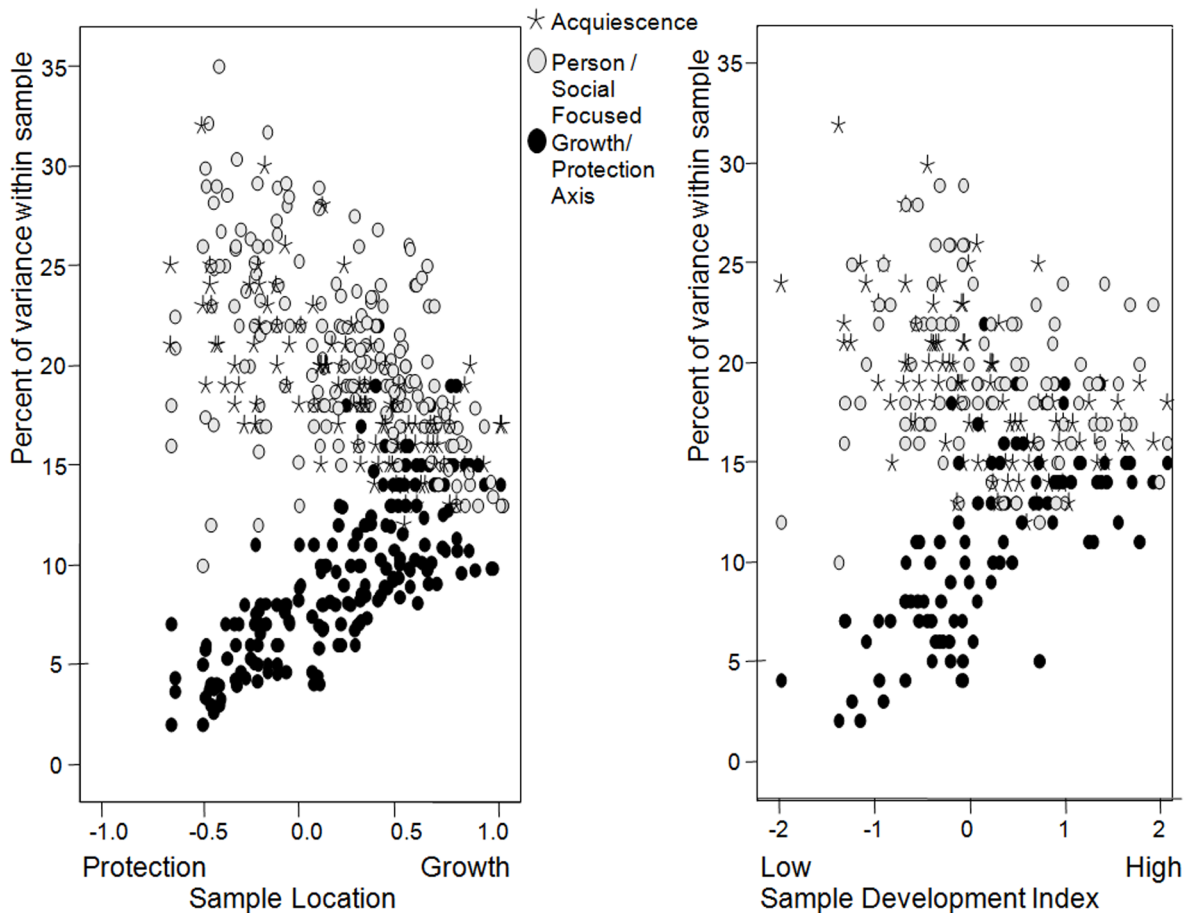 Acquiescence
Person /
Social
Focused
Growth/
Protection
Axis
Percent of variance within sample
35
30
25
20
15
10
5
0
-1.0 -0.5 0.0 0.5 1.0
Protection Growth
Sample Location
Percent of variance within sample
35
30
25
20
15
10
5
0
-2 -1 0 1 2
Low High
Sample Development Index